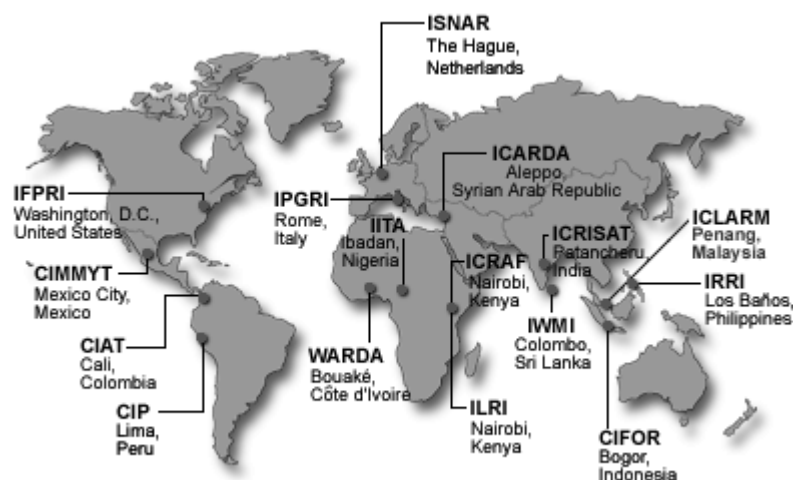 ISNAR
The Hague,
Netherlands
ICARDA
Aleppo,
Syrian Arab Republic
IFPRI
Washington, D.C.,
United States
IPGRI
Rome,
Italy
IITA
Ibadan,
Nigeria
ICRISAT
Patancheru,
India
ICLARM
Penang,
Malaysia
CIMMYT
Mexico City,
Mexico
ICRAF
Nairobi,
Kenya
IRRI
Los Baños,
Philippines
CIAT
Cali,
Colombia
WARDA
Bouaké,
Côte d'Ivoire
IWMI
Colombo,
Sri Lanka
CIP
Lima,
Peru
ILRI
Nairobi,
Kenya
CIFOR
Bogor,
Indonesia